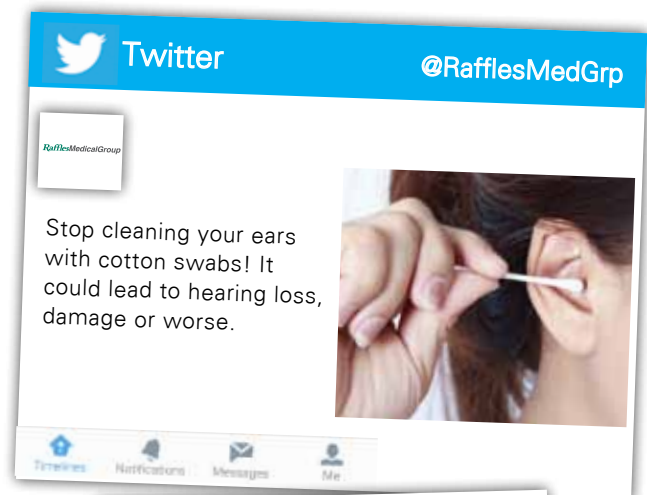 Twitter
@RafflesMedGrp
RafflesMedicalGroup
Stop cleaning your ears
with cotton swabs! It
could lead to hearing loss,
damage or worse.
Timelines
Notifications
Messages
Me